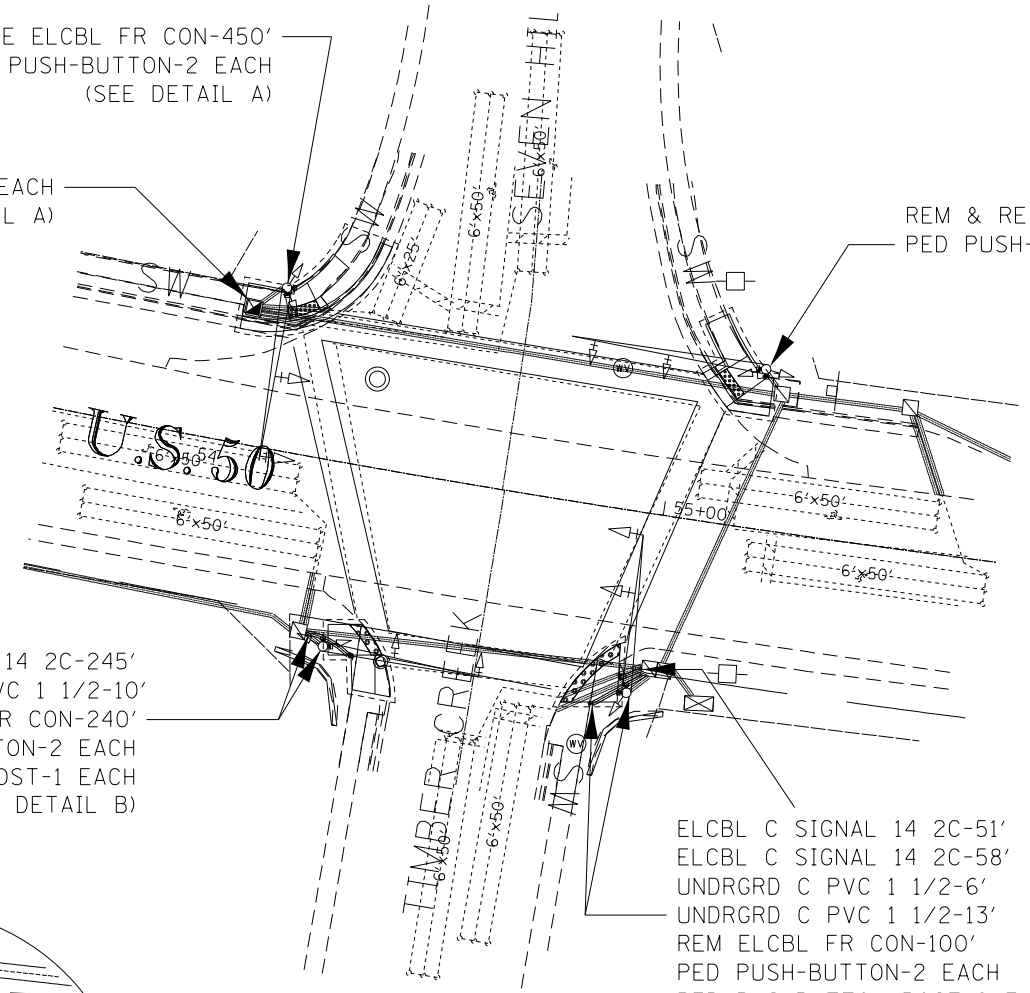 E ELCBL FR CON-450'
PUSH-BUTTON-2 EACH
(SEE DETAIL A)
EACH
L A)
REM & RE
PED PUSH-
SEVEN HIL
6'x50'
6'x50'
6'x25'
SW
SW
SW
WV
U.S. 50
54
6'x50'
6'x50'
55+00
6'x50'
6'x50'
14 2C-245'
VC 1 1/2-10'
R CON-240'
TON-2 EACH
OST-1 EACH
DETAIL B)
TIMBER CREEK
6'x50'
6'x50'
WV
SW
ELCBL C SIGNAL 14 2C-51'
ELCBL C SIGNAL 14 2C-58'
UNDRGRD C PVC 1 1/2-6'
UNDRGRD C PVC 1 1/2-13'
REM ELCBL FR CON-100'
PED PUSH-BUTTON-2 EACH